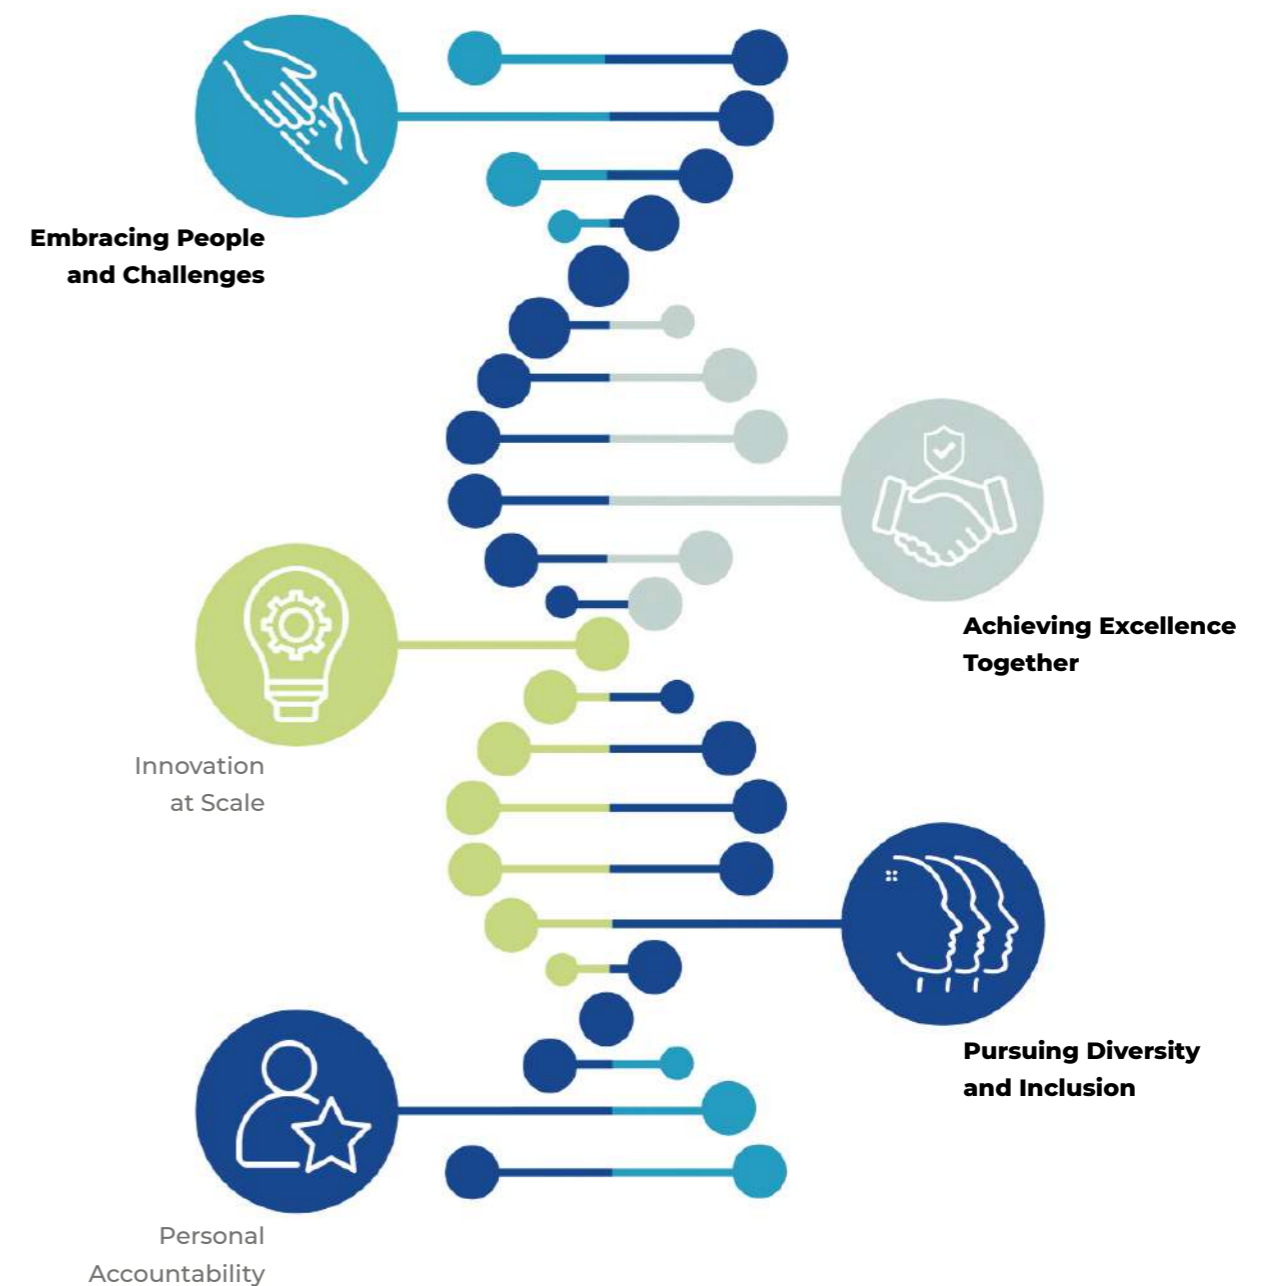 Embracing People
and Challenges
Achieving Excellence
Together
Innovation
at Scale
Pursuing Diversity
and Inclusion
Personal
Accountability